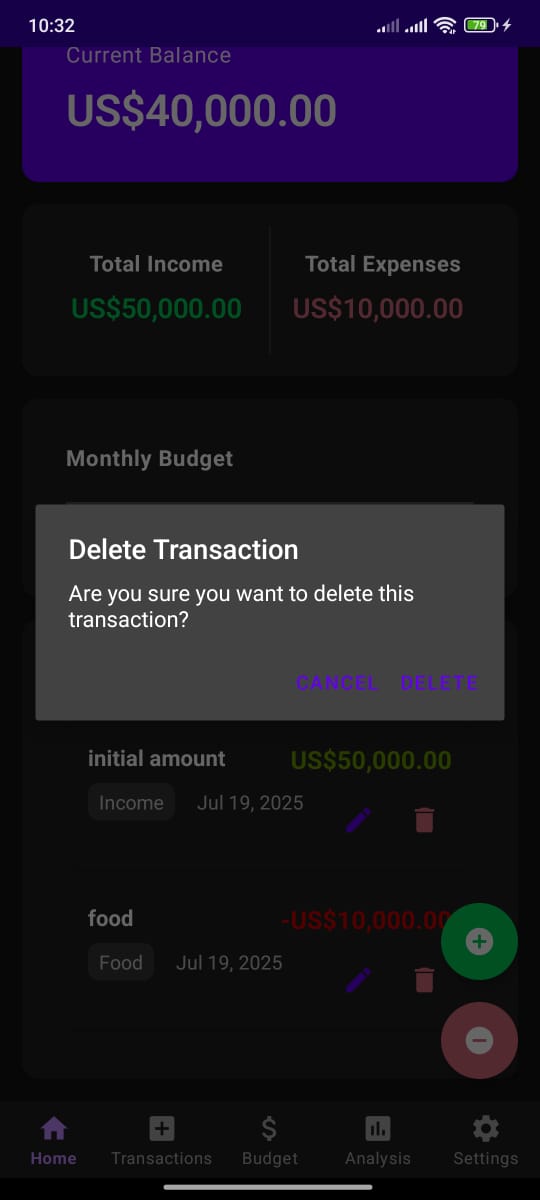 10:32
79
Current Balance
US$40,000.00
Total Income
Total Expenses
US$50,000.00
US$10,000.00
Monthly Budget
Delete Transaction
Are you sure you want to delete this
transaction?
CANCEL
DELETE
initial amount
US$50,000.00
Income
Jul 19, 2025
food
-US$10,000.00
Food
Jul 19, 2025
Home
Transactions
Budget
Analysis
Settings